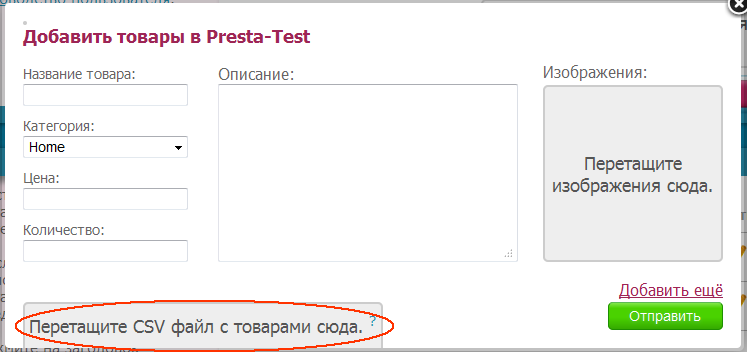 Добавить товары в Presta-Test
Название товара:
Категория:
Home
Цена:
Количество:
Описание:
Изображения:
Перетащите
изображения сюда.
Добавить ещё
Отправить
Перетащите CSV файл с товарами сюда. ?